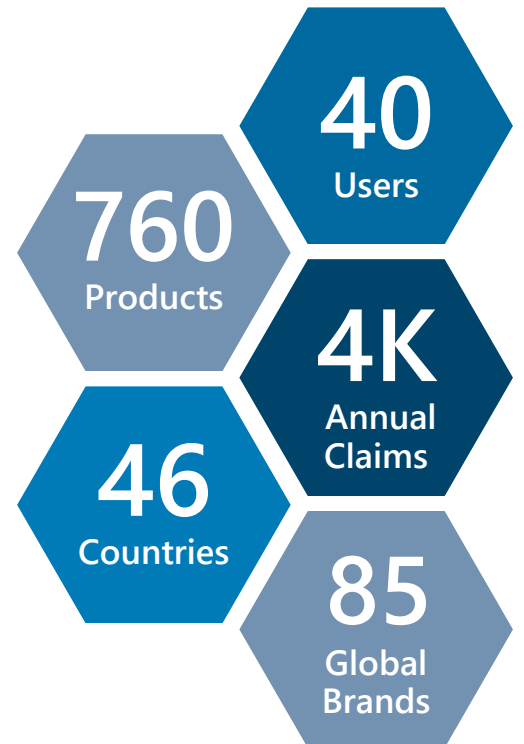 40
Users
760
Products
4K
Annual
Claims
46
Countries
85
Global
Brands